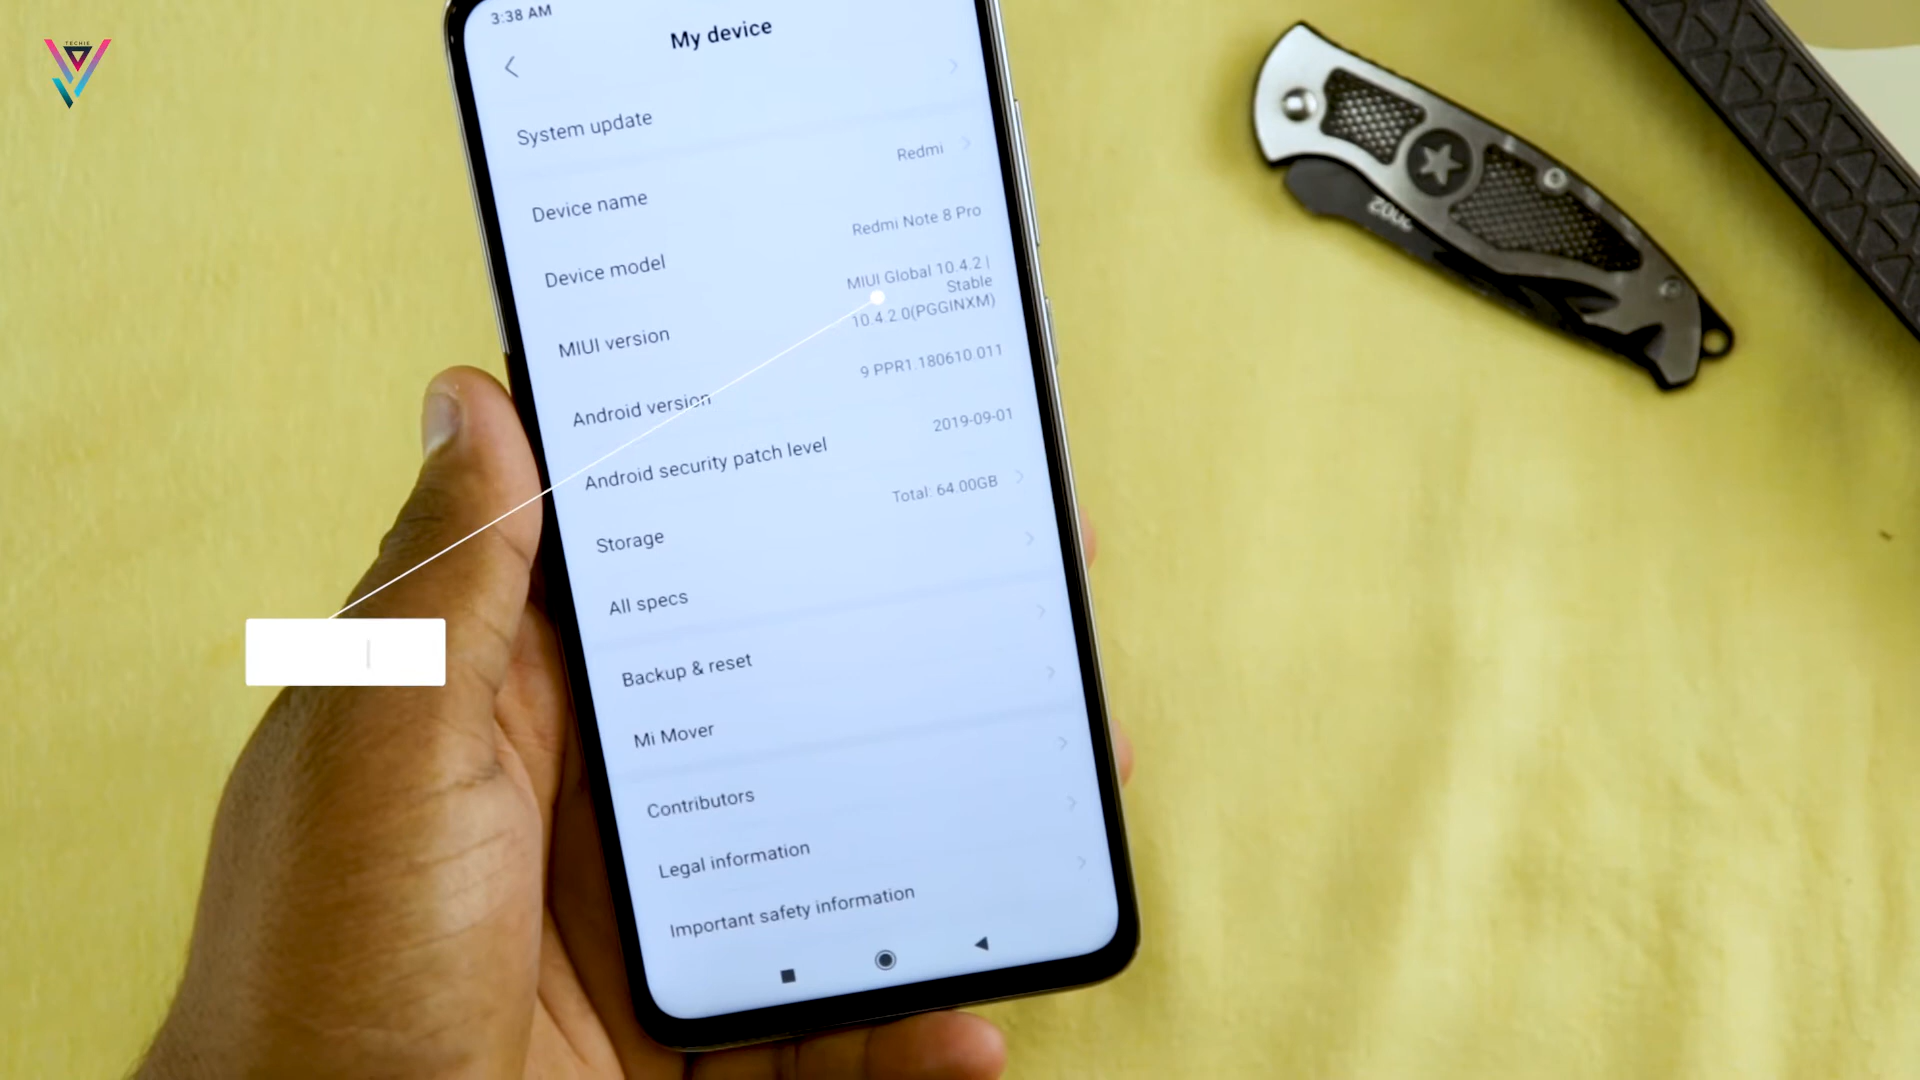 TECHIE
3:38 AM
My device
System update
Device name
Redmi
Device model
Redmi Note 8 Pro
MIUI version
MIUI Global 10.4.2 |
Stable
10.4.2.0(PGGINXM)
Android version
9 PPR1.180610.011
Android security patch level
2019-09-01
Storage
Total: 64.00GB
All specs
Backup & reset
Mi Mover
Contributors
Legal information
Important safety information